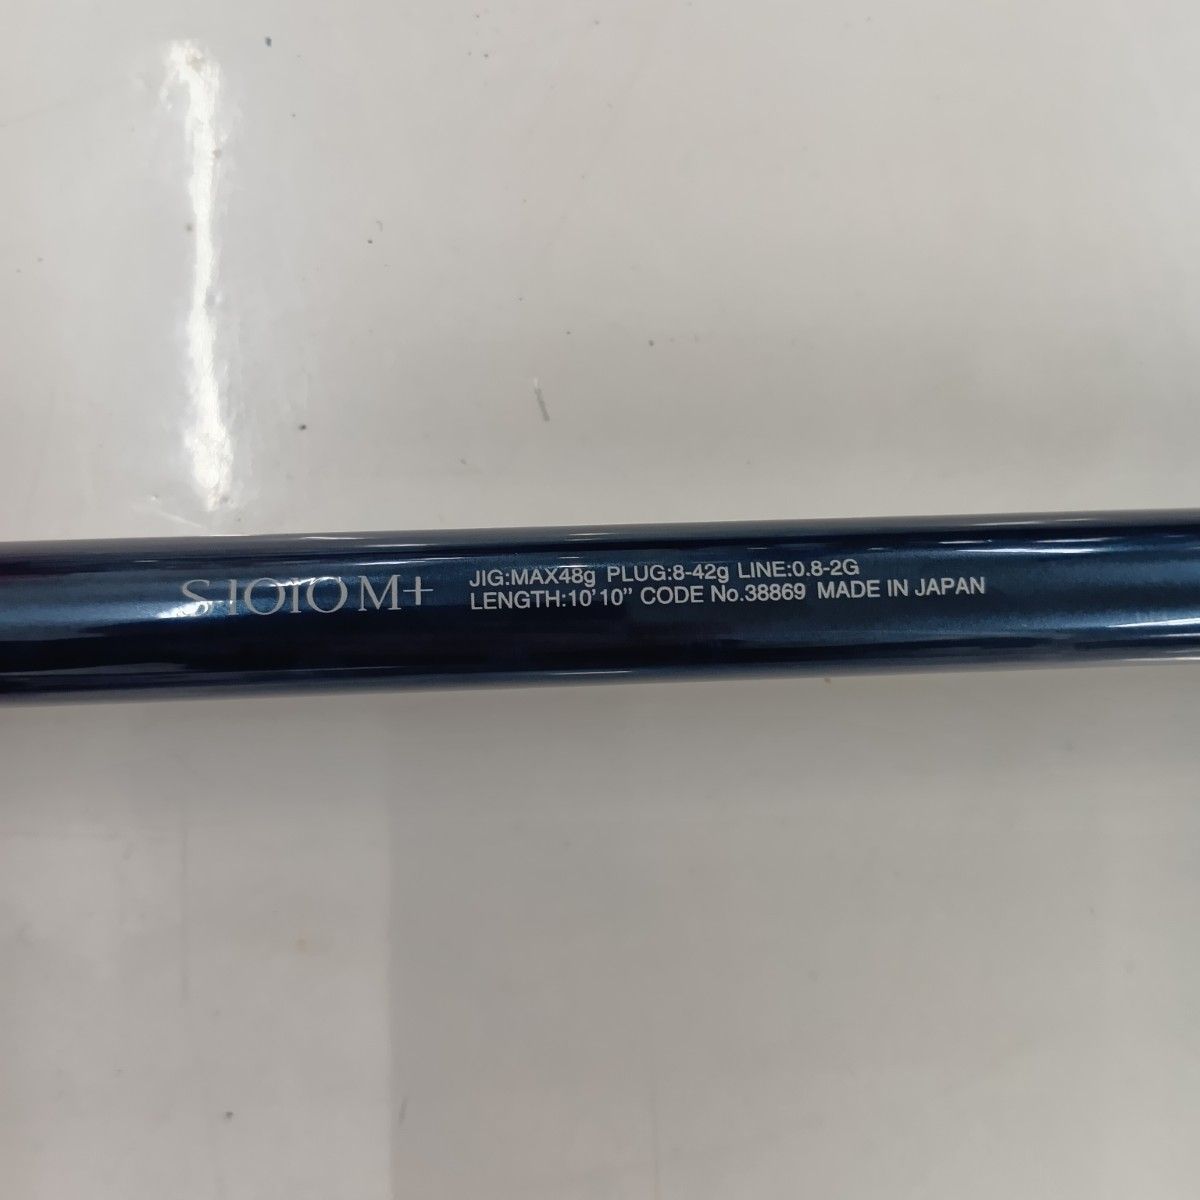 S1010M+
JIG:MAX48g PLUG:8-42g LINE:0.8-2G
LENGTH:10'10" CODE No.38869 MADE IN JAPAN